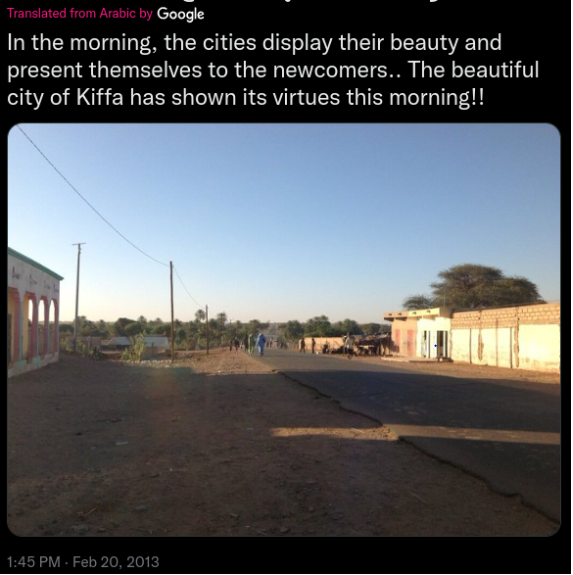 Translated from Arabic by Google
In the morning, the cities display their beauty and
present themselves to the newcomers.. The beautiful
city of Kiffa has shown its virtues this morning!!
1:45 PM · Feb 20, 2013